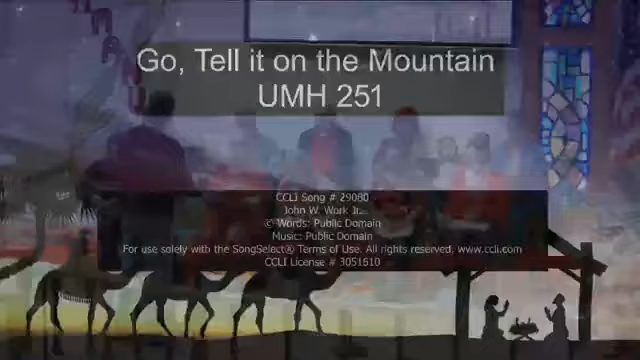 Go, Tell it on the Mountain
UMH 251
CCLI Song # 29080
John W. Work Jr.
© Words: Public Domain
Music: Public Domain
For use solely with the SongSelect® Terms of Use. All rights reserved. www.ccli.com
CCLI License # 3051610